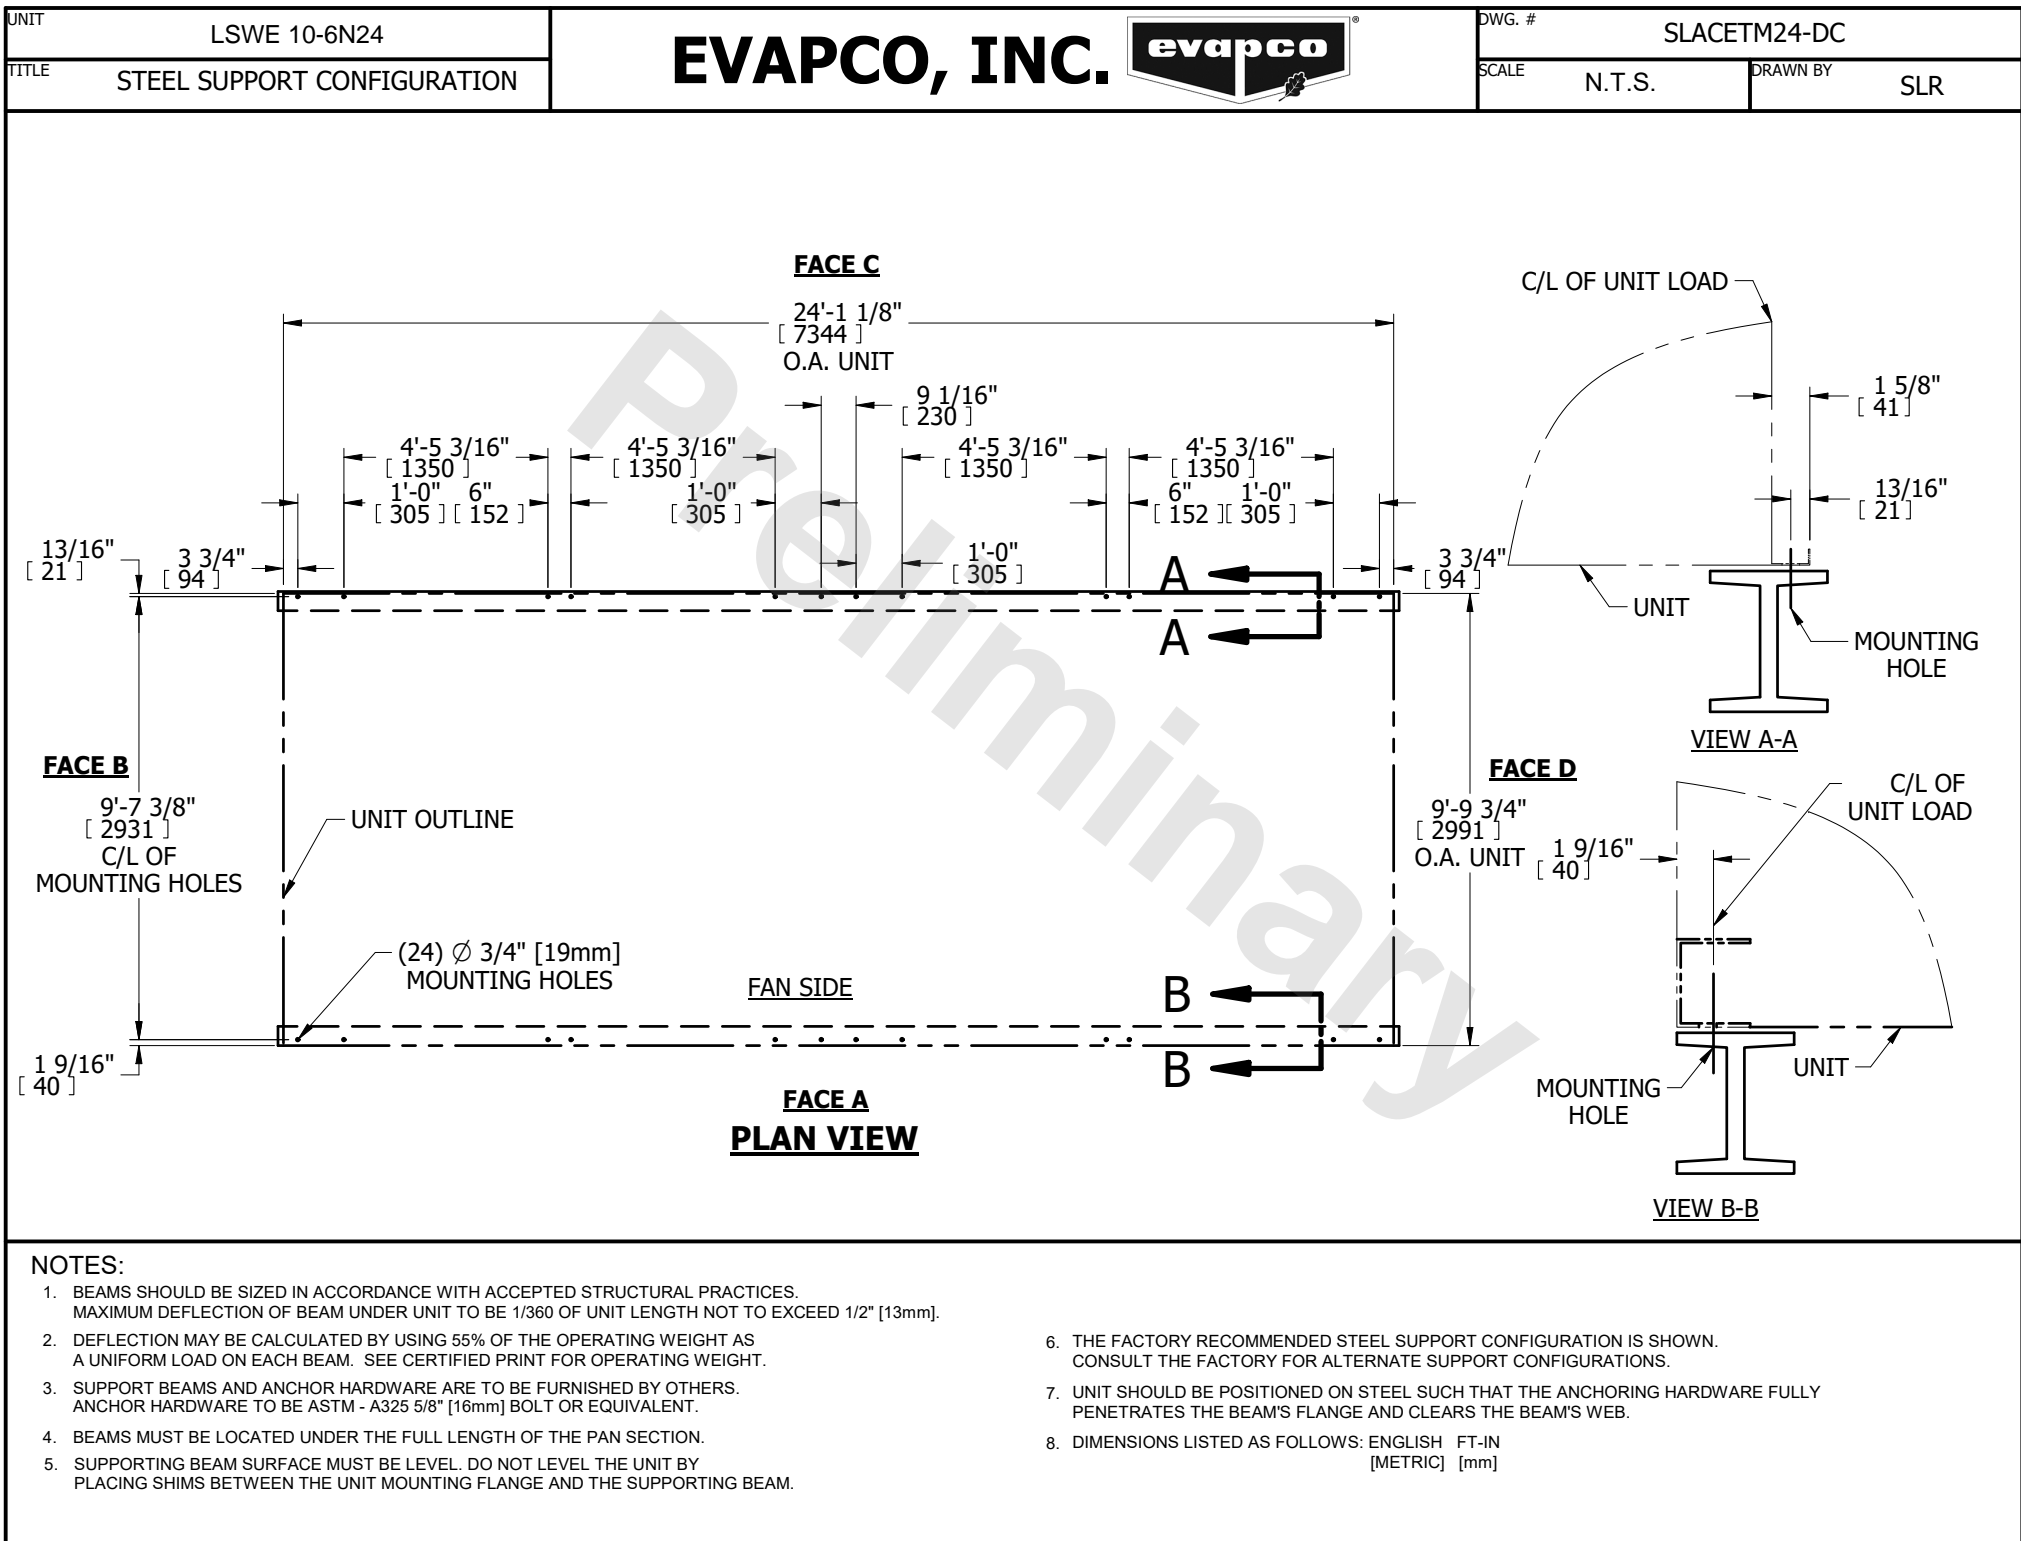 UNIT
LSWE 10-6N24
TITLE
STEEL SUPPORT CONFIGURATION
EVAPCO, INC.
evapco
®
DWG. #
SLACETM24-DC
SCALE
N.T.S.
DRAWN BY
SLR
FACE C
24'-1 1/8"
[ 7344 ]
O.A. UNIT
9 1/16"
[ 230 ]
4'-5 3/16"
[ 1350 ]
4'-5 3/16"
[ 1350 ]
4'-5 3/16"
[ 1350 ]
4'-5 3/16"
[ 1350 ]
1'-0"
[ 305 ]
6"
[ 152 ]
1'-0"
[ 305 ]
6"
[ 152 ]
1'-0"
[ 305 ]
13/16"
[ 21 ]
3 3/4"
[ 94 ]
1'-0"
[ 305 ]
3 3/4"
[ 94 ]
A
A
FACE B
9'-7 3/8"
[ 2931 ]
C/L OF
MOUNTING HOLES
UNIT OUTLINE
FACE D
9'-9 3/4"
[ 2991 ]
O.A. UNIT
(24) Ø 3/4" [19mm]
MOUNTING HOLES
FAN SIDE
B
B
1 9/16"
[ 40 ]
FACE A
PLAN VIEW
Preliminary
C/L OF UNIT LOAD
1 5/8"
[ 41 ]
13/16"
[ 21 ]
UNIT
MOUNTING
HOLE
VIEW A-A
C/L OF
UNIT LOAD
1 9/16"
[ 40 ]
UNIT
MOUNTING
HOLE
VIEW B-B
NOTES:
1. BEAMS SHOULD BE SIZED IN ACCORDANCE WITH ACCEPTED STRUCTURAL PRACTICES.
MAXIMUM DEFLECTION OF BEAM UNDER UNIT TO BE 1/360 OF UNIT LENGTH NOT TO EXCEED 1/2" [13mm].
2. DEFLECTION MAY BE CALCULATED BY USING 55% OF THE OPERATING WEIGHT AS
A UNIFORM LOAD ON EACH BEAM. SEE CERTIFIED PRINT FOR OPERATING WEIGHT.
3. SUPPORT BEAMS AND ANCHOR HARDWARE ARE TO BE FURNISHED BY OTHERS.
ANCHOR HARDWARE TO BE ASTM - A325 5/8" [16mm] BOLT OR EQUIVALENT.
4. BEAMS MUST BE LOCATED UNDER THE FULL LENGTH OF THE PAN SECTION.
5. SUPPORTING BEAM SURFACE MUST BE LEVEL. DO NOT LEVEL THE UNIT BY
PLACING SHIMS BETWEEN THE UNIT MOUNTING FLANGE AND THE SUPPORTING BEAM.
6. THE FACTORY RECOMMENDED STEEL SUPPORT CONFIGURATION IS SHOWN.
CONSULT THE FACTORY FOR ALTERNATE SUPPORT CONFIGURATIONS.
7. UNIT SHOULD BE POSITIONED ON STEEL SUCH THAT THE ANCHORING HARDWARE FULLY
PENETRATES THE BEAM'S FLANGE AND CLEARS THE BEAM'S WEB.
8. DIMENSIONS LISTED AS FOLLOWS: ENGLISH FT-IN
[METRIC] [mm]